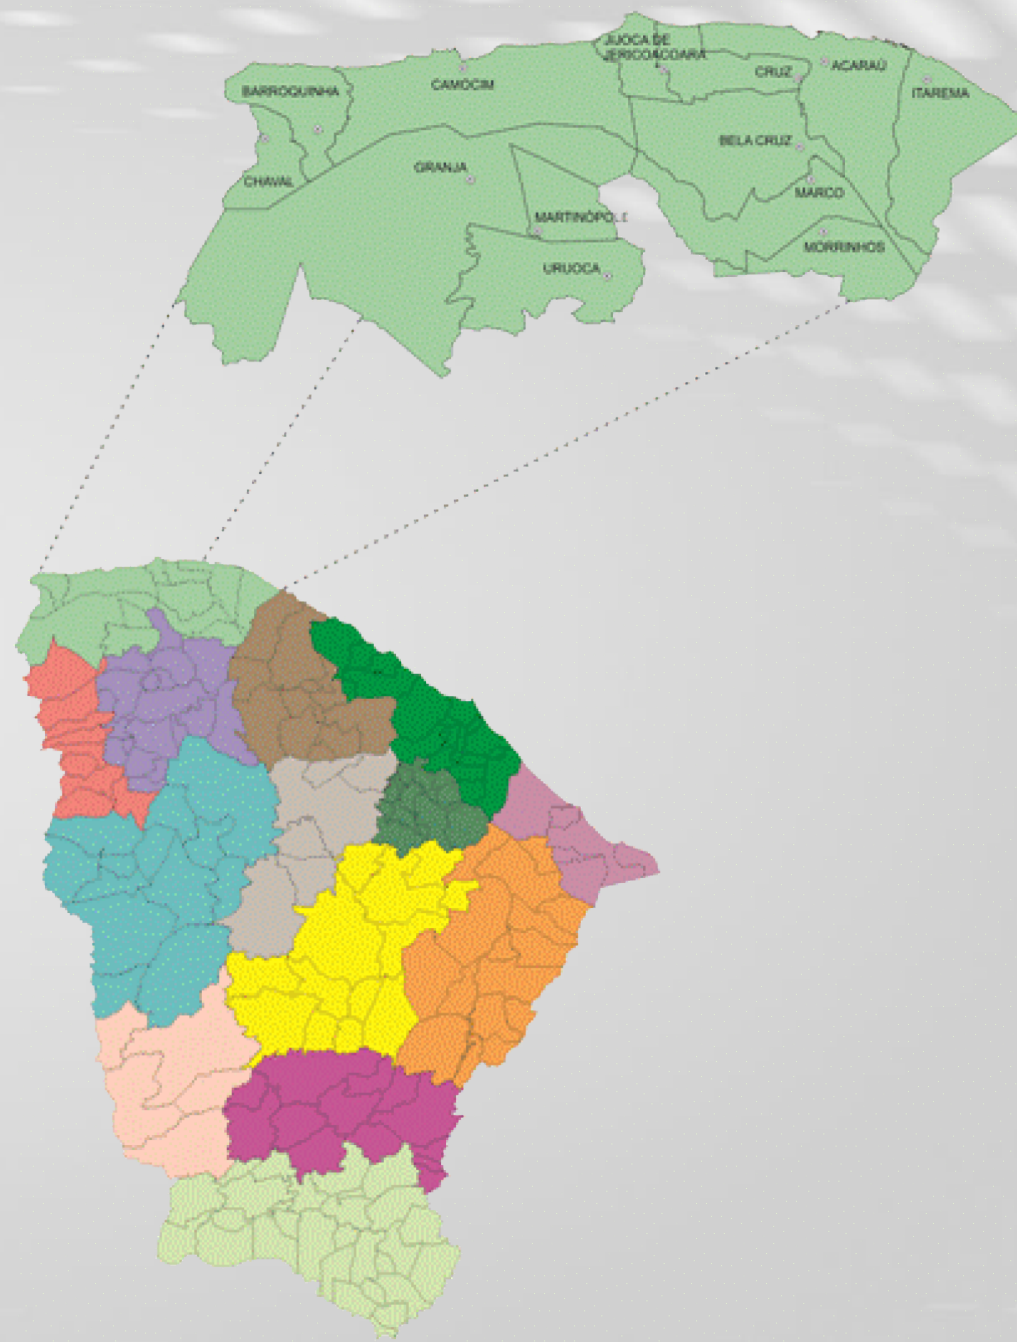 JIJOCA DE
JERICOACOARA
CRUZ
ACARAÚ
BARROQUINHA
CAMOCIM
ITAREMA
BELA CRUZ
GRANJA
CHAVAL
MARCO
MARTINÓPOLE
MORRINHOS
URUOCA